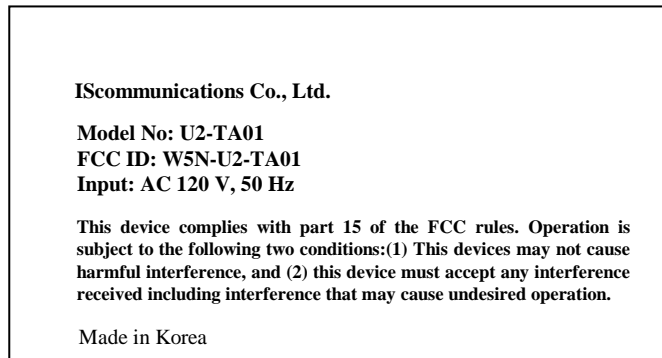 IScommunications Co., Ltd.
Model No: U2-TA01
FCC ID: W5N-U2-TA01
Input: AC 120 V, 50 Hz
This device complies with part 15 of the FCC rules. Operation is
subject to the following two conditions:(1) This devices may not cause
harmful interference, and (2) this device must accept any interference
received including interference that may cause undesired operation.
Made in Korea